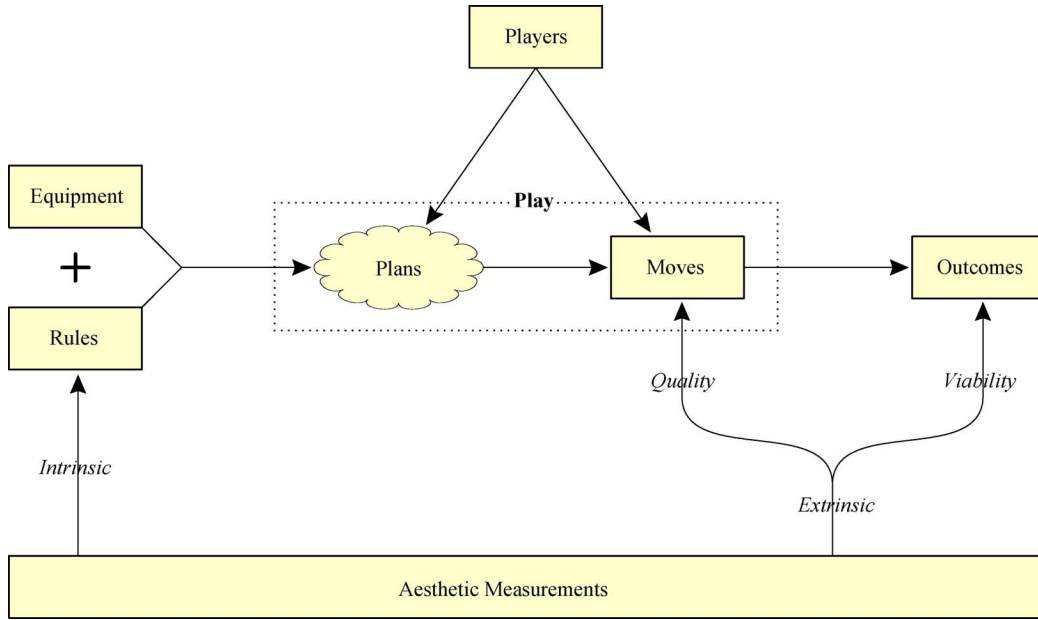 Players
Equipment
Play
+
Plans
Moves
Outcomes
Rules
Quality
Viability
Intrinsic
Extrinsic
Aesthetic Measurements